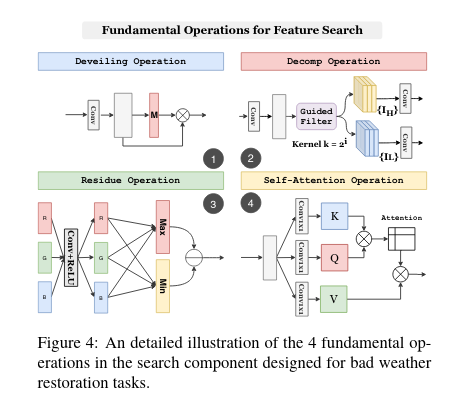 Fundamental Operations for Feature Search
Deveiling Operation
Decomp Operation
Conv
M
1
Conv
Guided
Filter
Kernel k = 2^i
{I_H}
{I_L}
Conv
Conv
2
Residue Operation
Self-Attention Operation
R
G
B
Conv+ReLU
R
G
B
Max
Min
3
4
Conv1x1
Conv1x1
Conv1x1
K
Q
V
Attention
Figure 4: An detailed illustration of the 4 fundamental op-
erations in the search component designed for bad weather
restoration tasks.